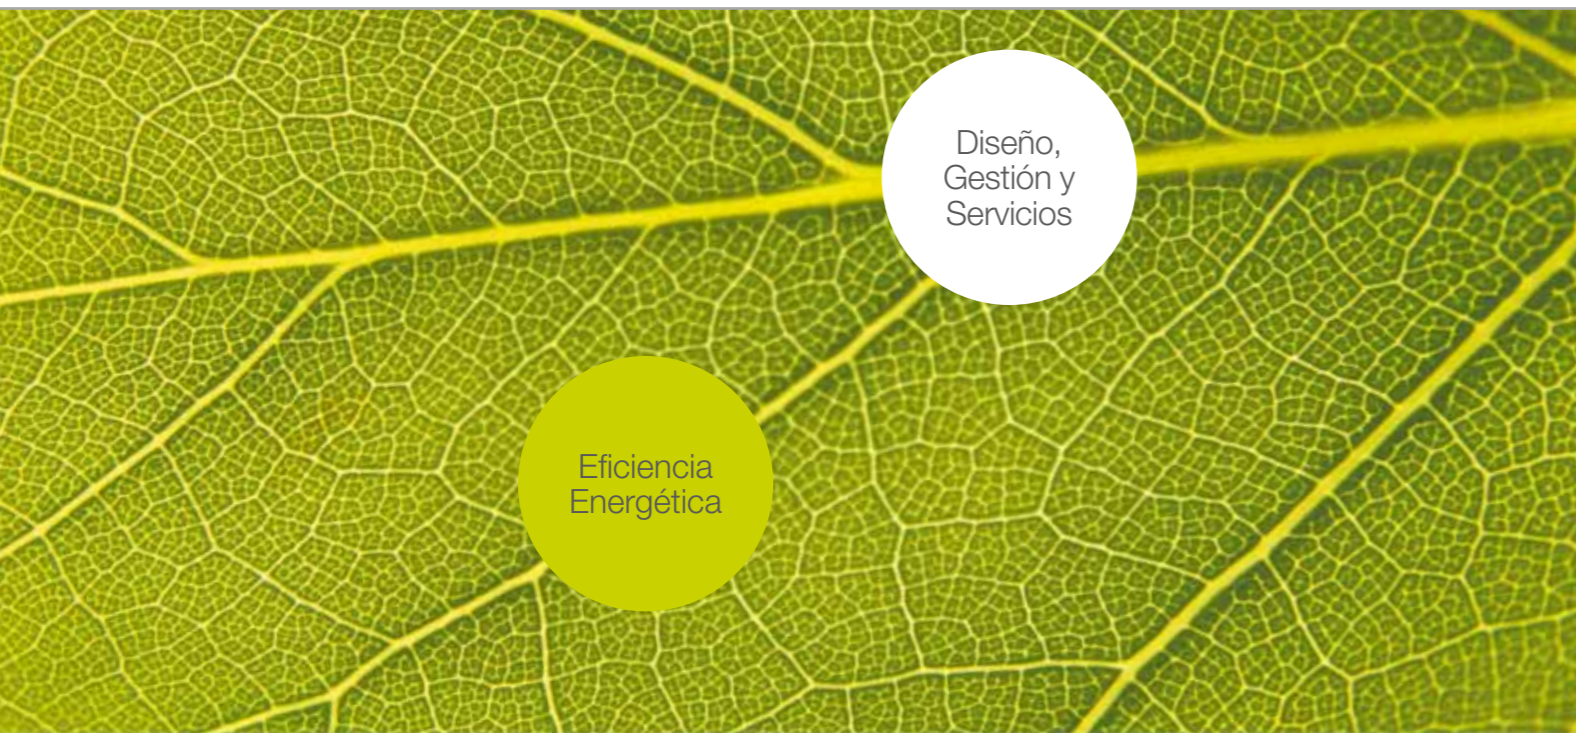 Diseño,
Gestión y
Servicios
Eficiencia
Energética